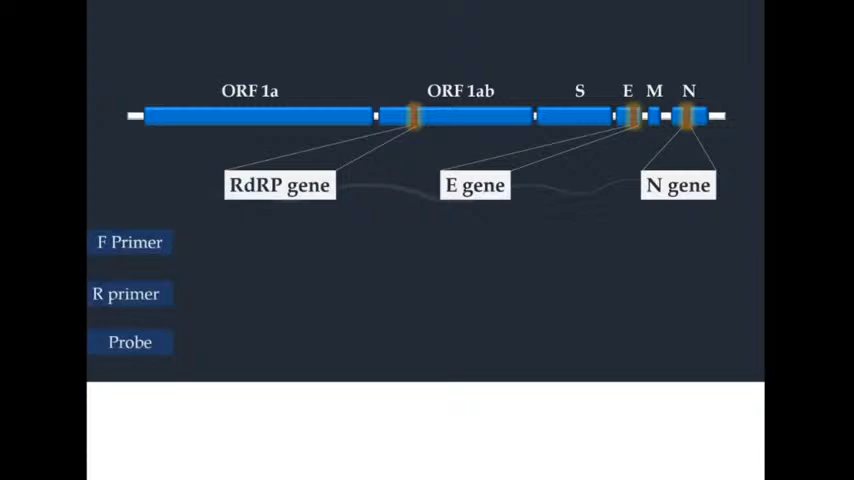 ORF 1a ORF 1ab S E M N
RdRP gene E gene N gene
F Primer
R primer
Probe